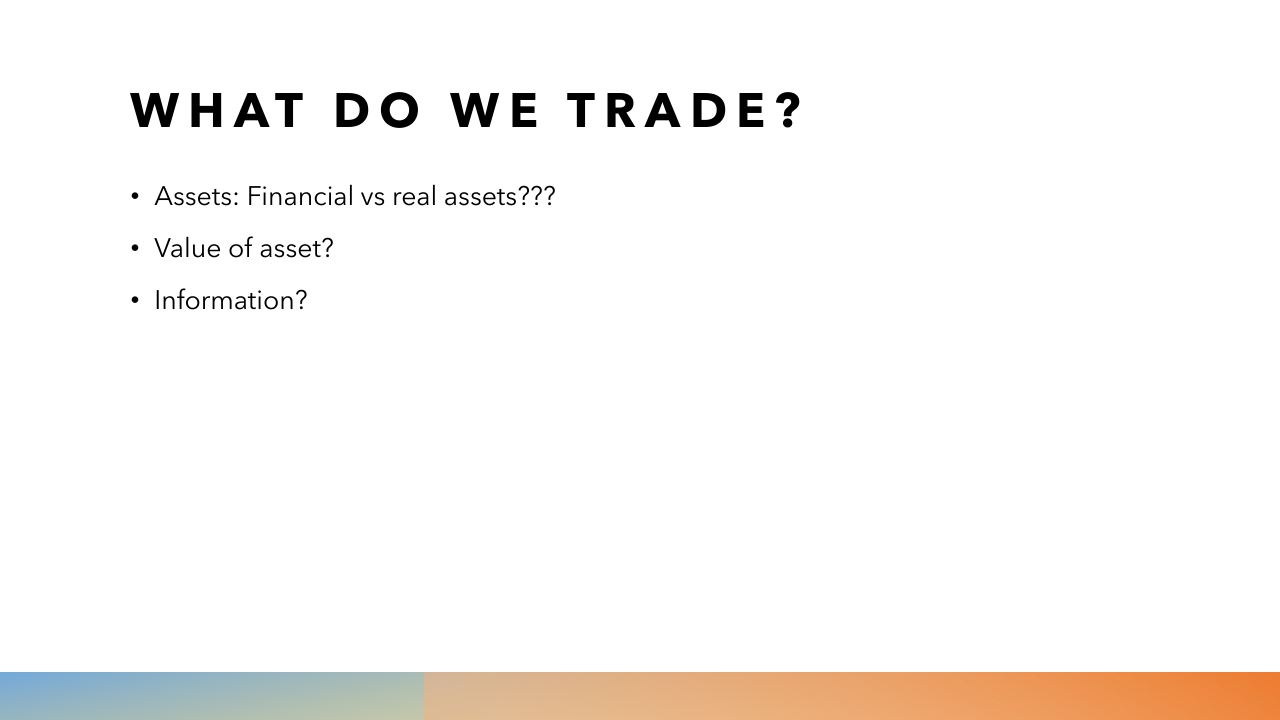 WHAT DO WE TRADE?
• Assets: Financial vs real assets???
• Value of asset?
• Information?